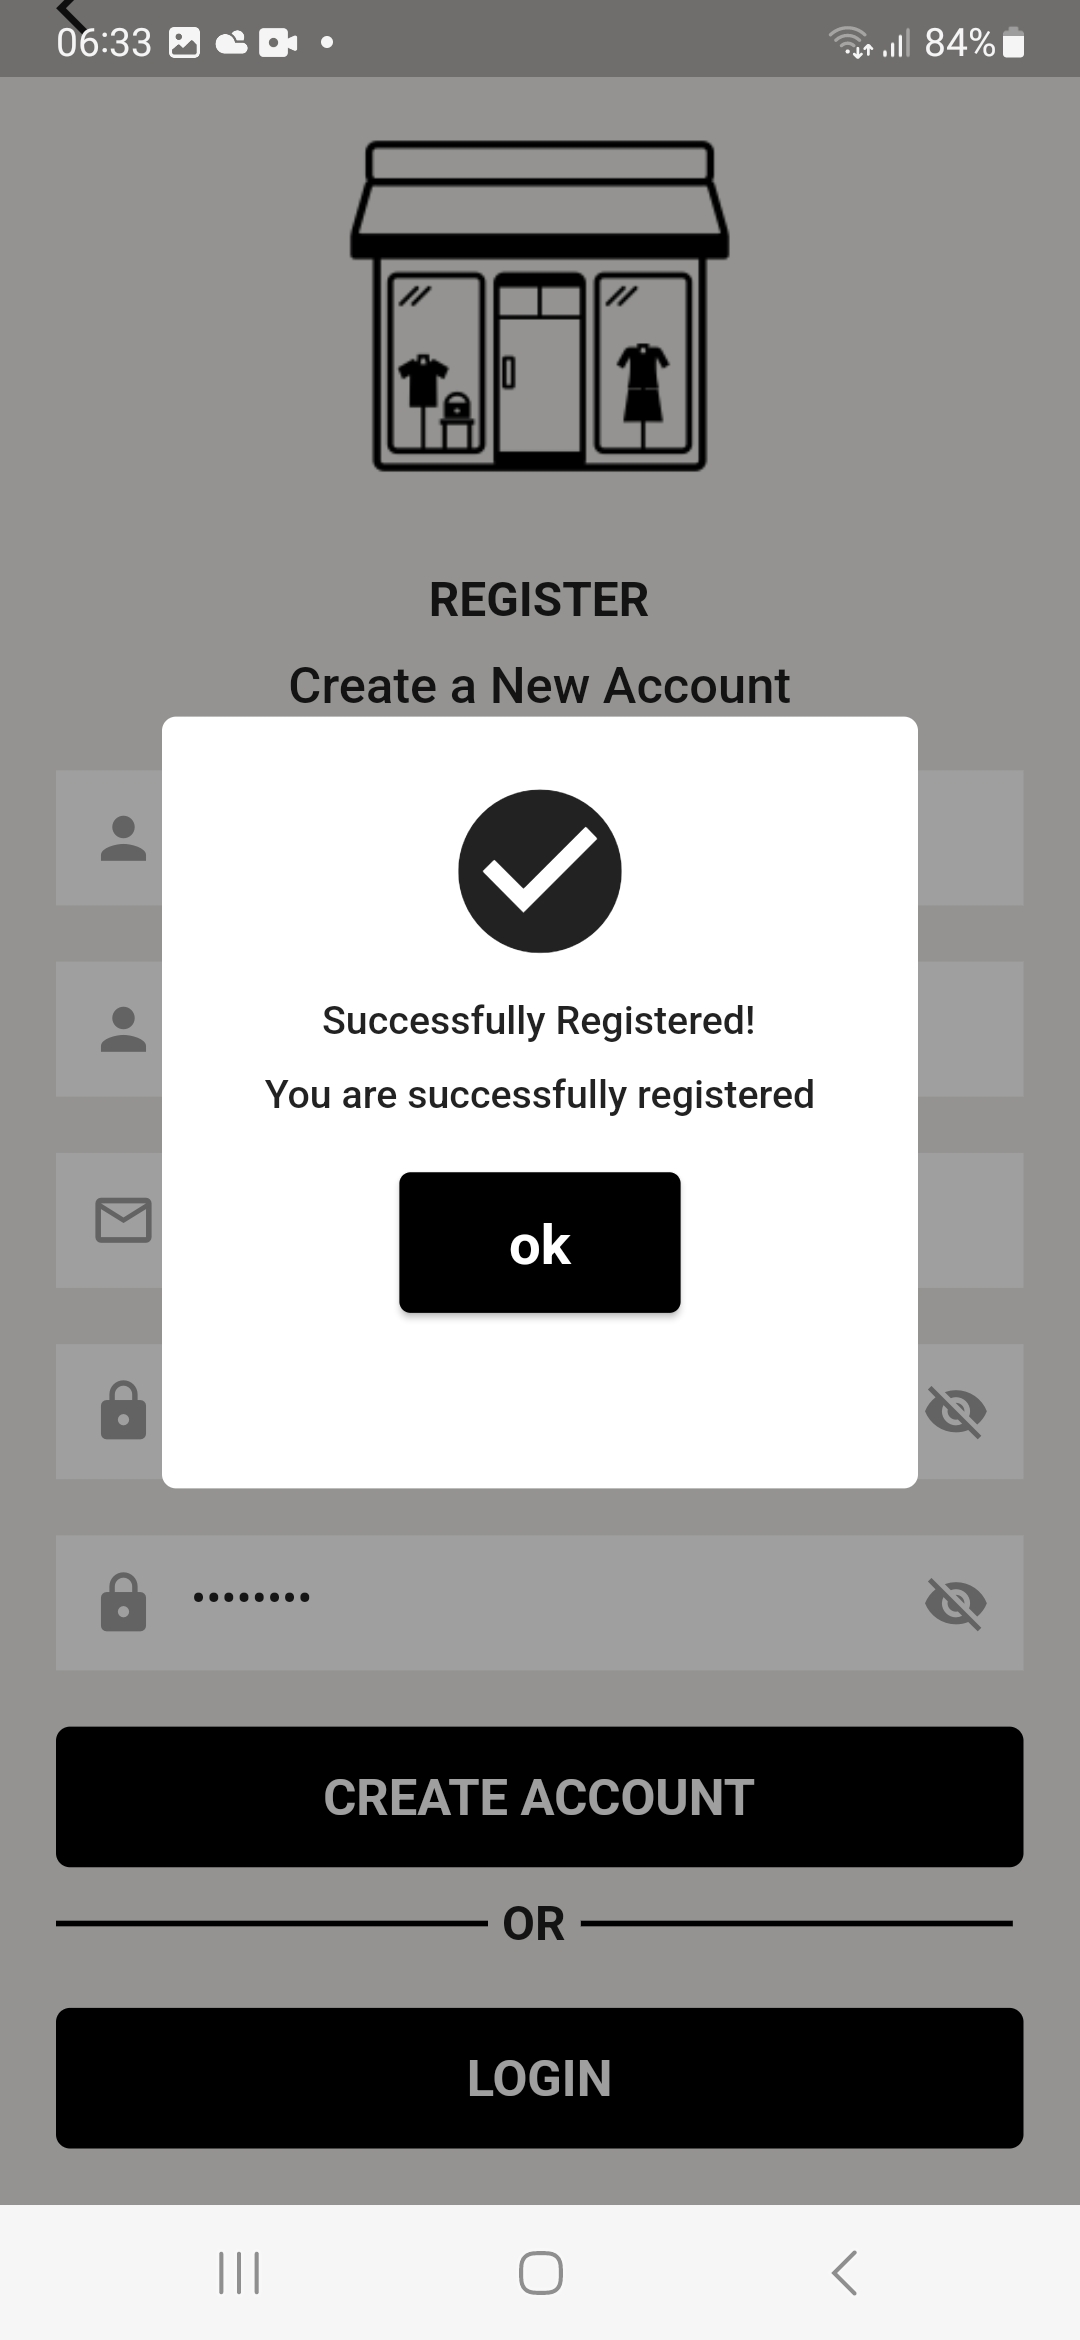 06:33
84%
REGISTER
Create a New Account
Successfully Registered!
You are successfully registered
ok
••••••••
CREATE ACCOUNT
OR
LOGIN